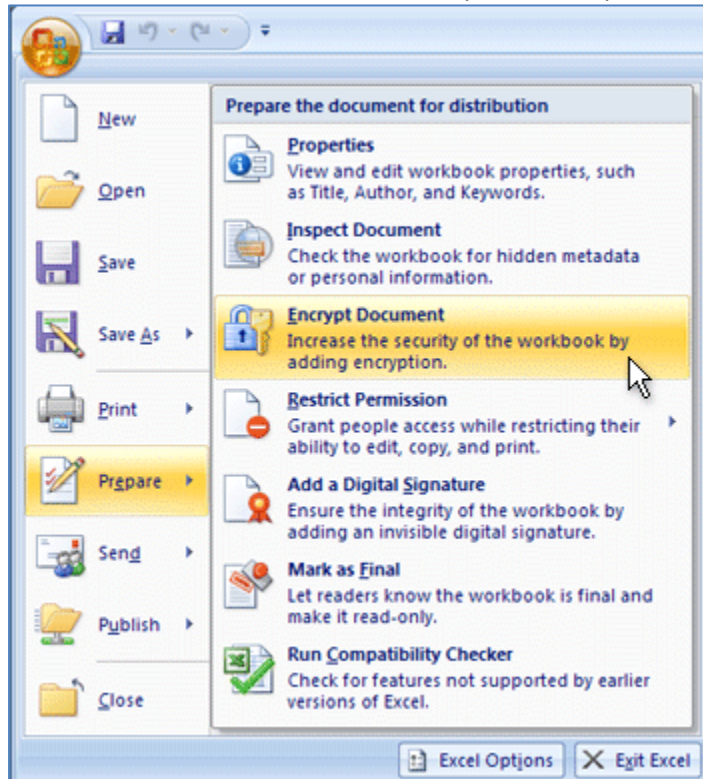 New
Open
Save
Save As
Print
Prepare
Send
Publish
Close
Prepare the document for distribution
Properties
View and edit workbook properties, such
as Title, Author, and Keywords.
Inspect Document
Check the workbook for hidden metadata
or personal information.
Encrypt Document
Increase the security of the workbook by
adding encryption.
Restrict Permission
Grant people access while restricting their
ability to edit, copy, and print.
Add a Digital Signature
Ensure the integrity of the workbook by
adding an invisible digital signature.
Mark as Final
Let readers know the workbook is final and
make it read-only.
Run Compatibility Checker
Check for features not supported by earlier
versions of Excel.
Excel Options
Exit Excel